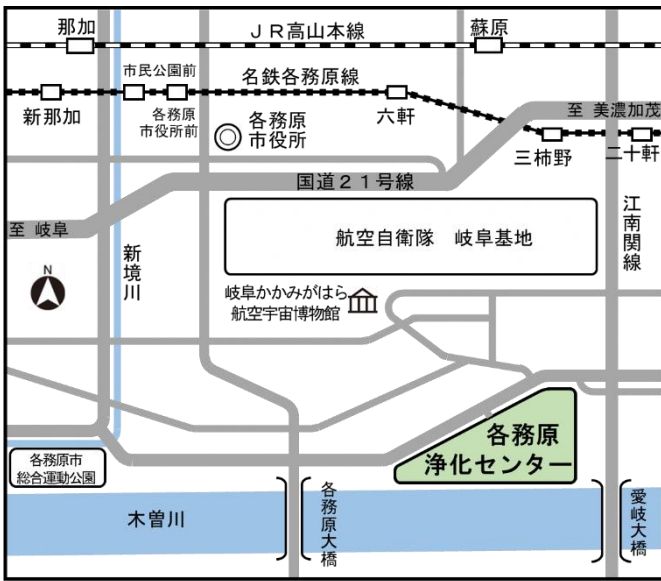 那加
ＪＲ高山本線
蘇原
市民公園前
名鉄各務原線
新那加
各務原
市役所前
各務原
市役所
六軒
至 美濃加茂
三柿野
二十軒
国道２１号線
至 岐阜
新境川
航空自衛隊 岐阜基地
江南関線
N
岐阜かかみがはら
航空宇宙博物館
各務原
浄化センター
各務原市
総合運動公園
木曽川
各務原大橋
愛岐大橋